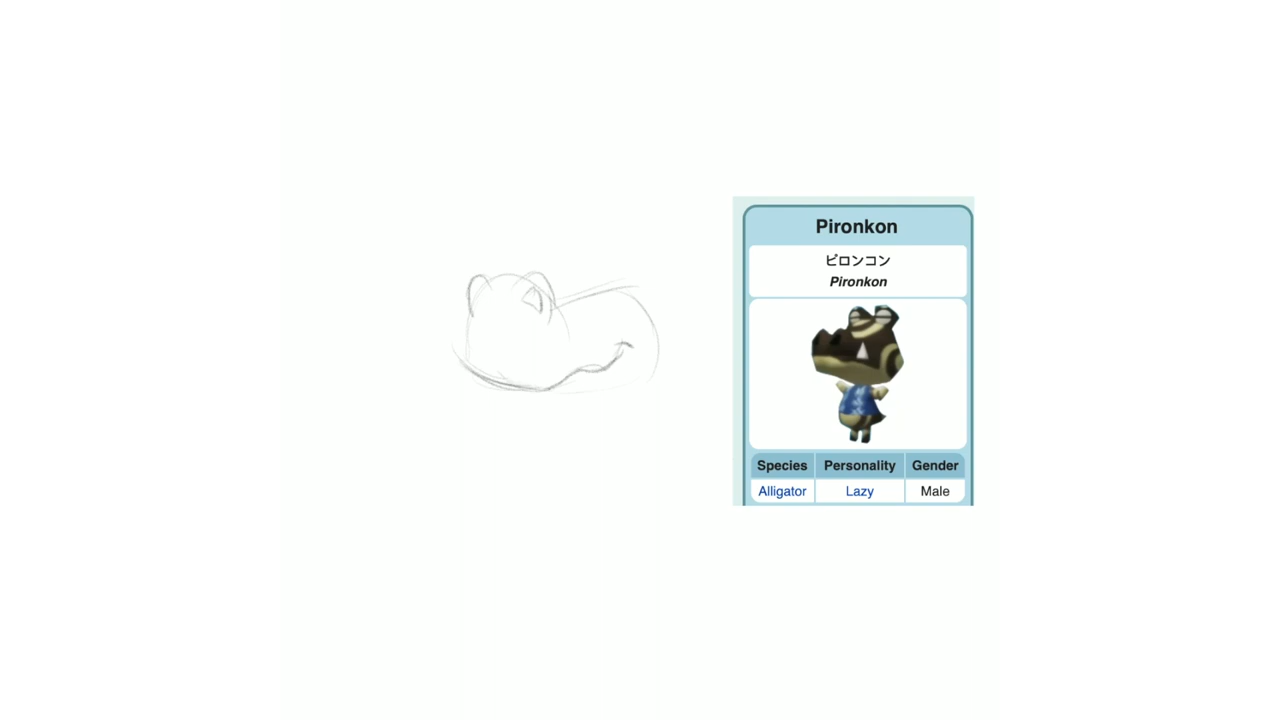 Pironkon
ピロンコン
Pironkon
Species Personality Gender
Alligator Lazy Male